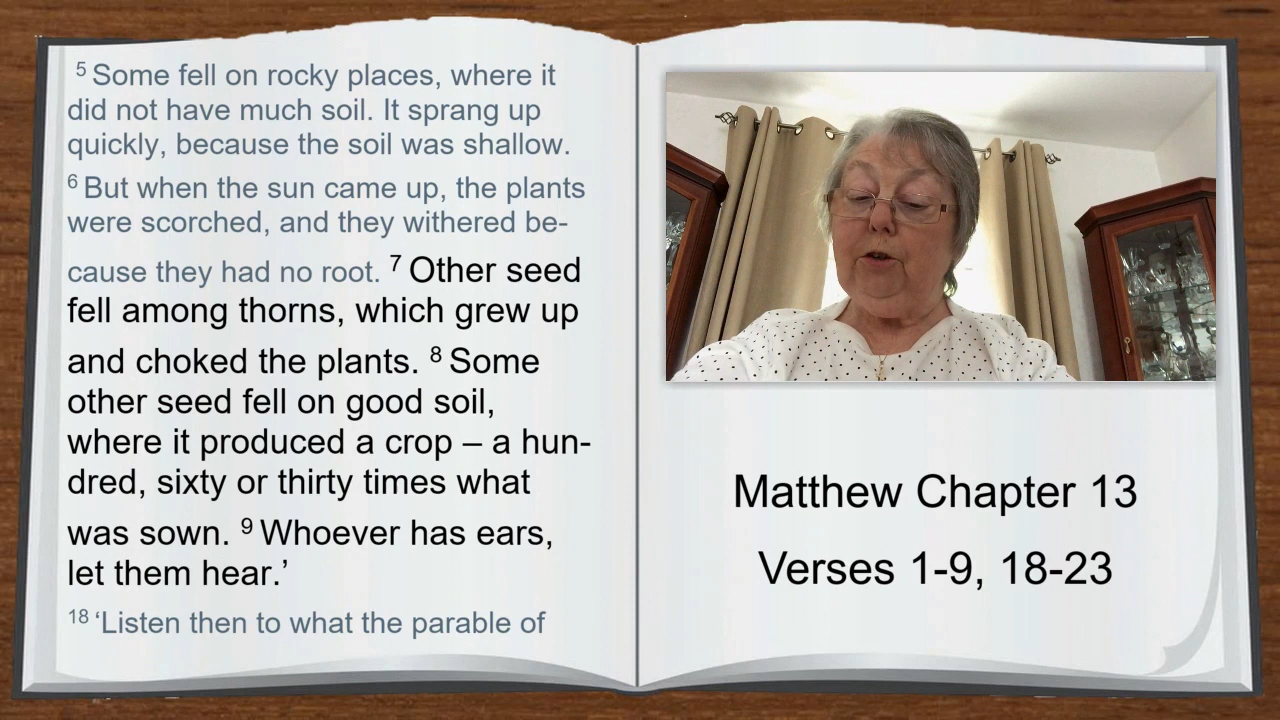 5 Some fell on rocky places, where it
did not have much soil. It sprang up
quickly, because the soil was shallow.
6 But when the sun came up, the plants
were scorched, and they withered be-
cause they had no root. 7 Other seed
fell among thorns, which grew up
and choked the plants. 8 Some
other seed fell on good soil,
where it produced a crop – a hun-
dred, sixty or thirty times what
was sown. 9 Whoever has ears,
let them hear.’
18 ‘Listen then to what the parable of
Matthew Chapter 13
Verses 1-9, 18-23